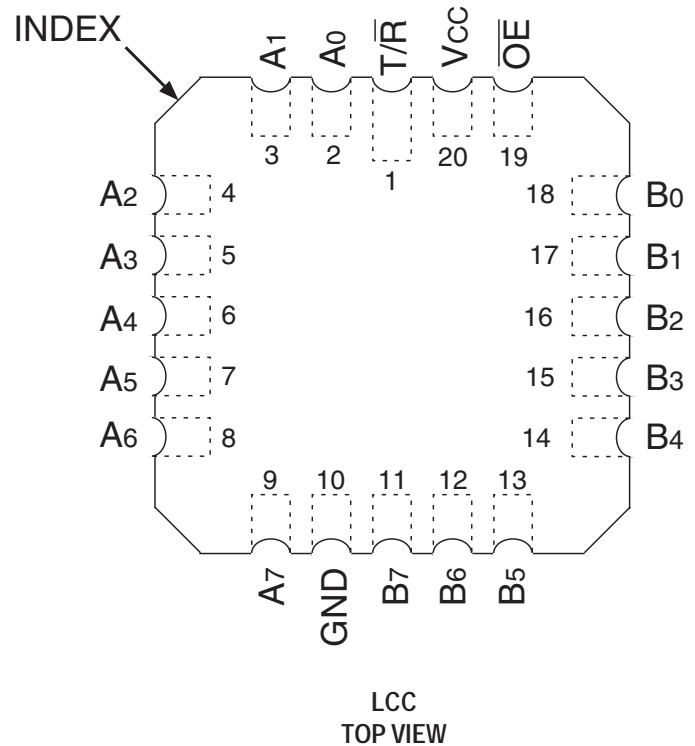 INDEX
A1 A0 T/R̅ VCC O̅E̅
3 2 1 20 19
A2 4 18 B0
A3 5 17 B1
A4 6 16 B2
A5 7 15 B3
A6 8 14 B4
9 10 11 12 13
A7 GND B7 B6 B5
LCC
TOP VIEW